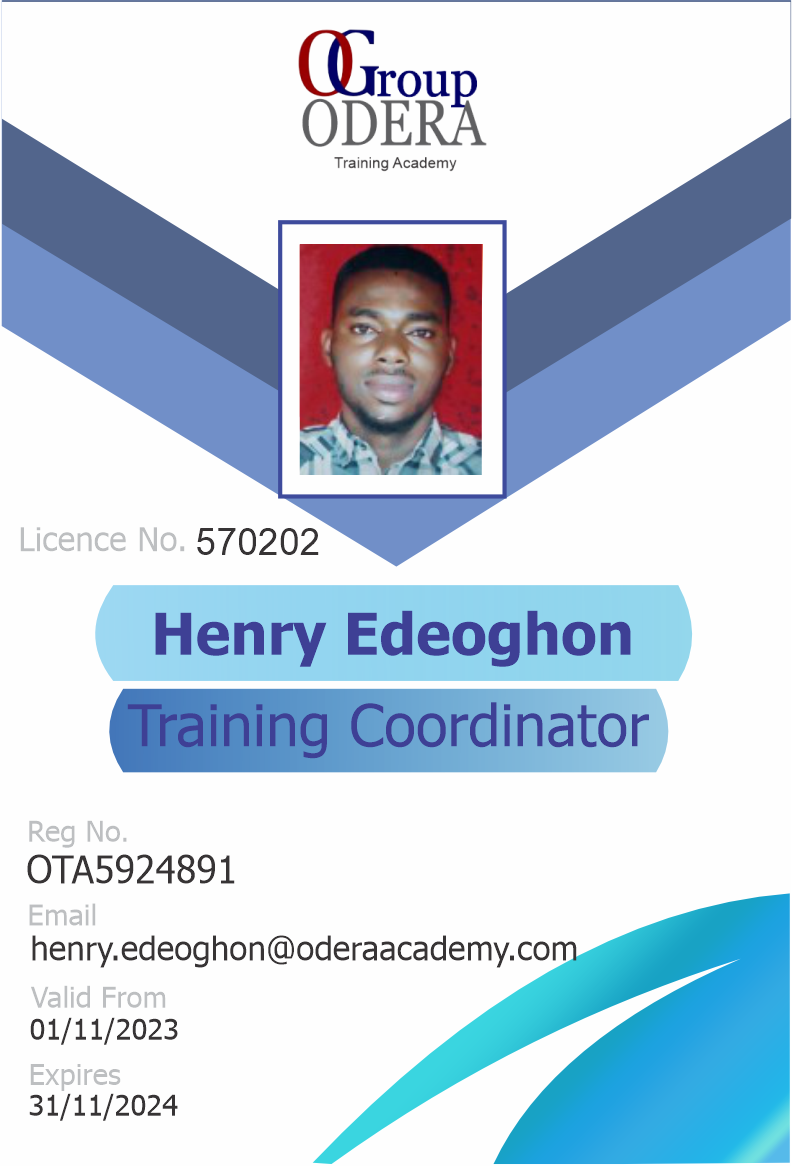 OGroup
ODERA
Training Academy
Licence No. 570202
Henry Edeoghon
Training Coordinator
Reg No.
OTA5924891
Email
henry.edeoghon@oderaacademy.com
Valid From
01/11/2023
Expires
31/11/2024